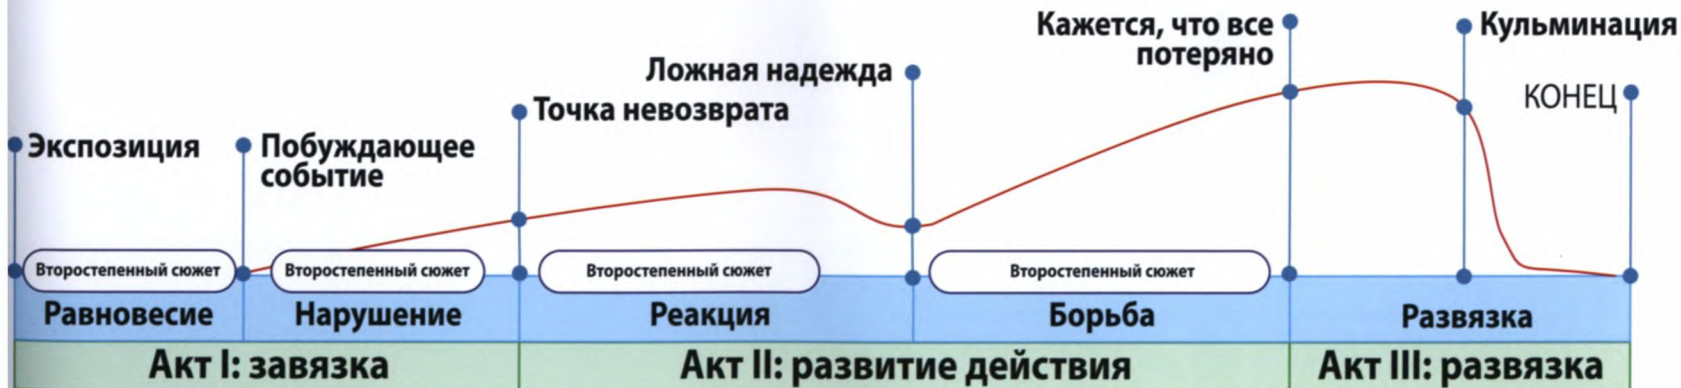 Кажется, что все
потеряно
Кульминация
Ложная надежда
КОНЕЦ
Точка невозврата
Экспозиция
Побуждающее
событие
Второстепенный сюжет
Второстепенный сюжет
Второстепенный сюжет
Второстепенный сюжет
Равновесие
Нарушение
Реакция
Борьба
Развязка
Акт I: завязка
Акт II: развитие действия
Акт III: развязка